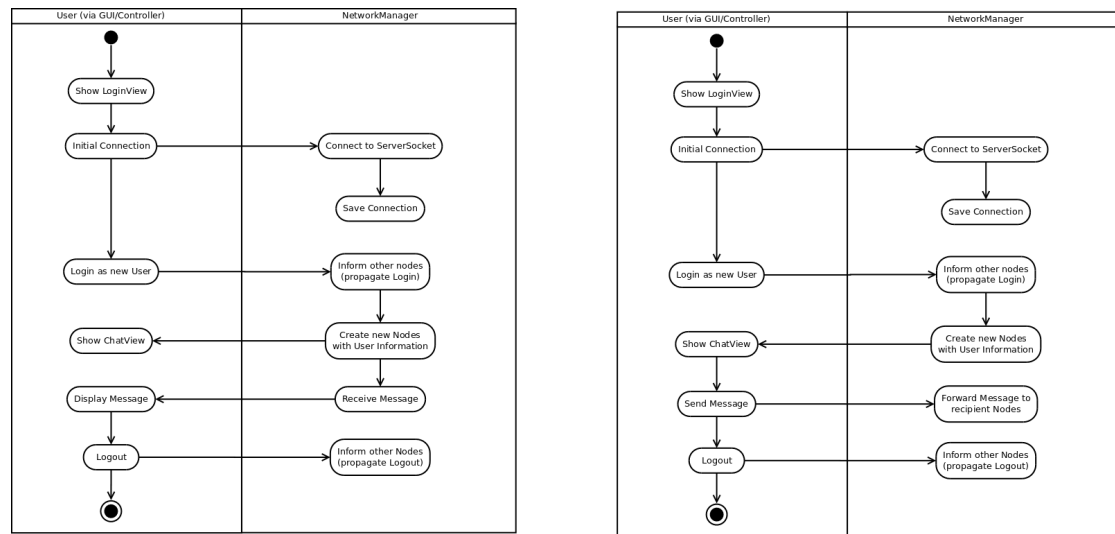 User (via GUI/Controller)
NetworkManager
Show LoginView
Initial Connection
Connect to ServerSocket
Save Connection
Login as new User
Inform other nodes
(propagate Login)
Show ChatView
Create new Nodes
with User Information
Display Message
Receive Message
Logout
Inform other Nodes
(propagate Logout)
User (via GUI/Controller)
NetworkManager
Show LoginView
Initial Connection
Connect to ServerSocket
Save Connection
Login as new User
Inform other nodes
(propagate Login)
Show ChatView
Create new Nodes
with User Information
Send Message
Forward Message to
recipient Nodes
Logout
Inform other Nodes
(propagate Logout)